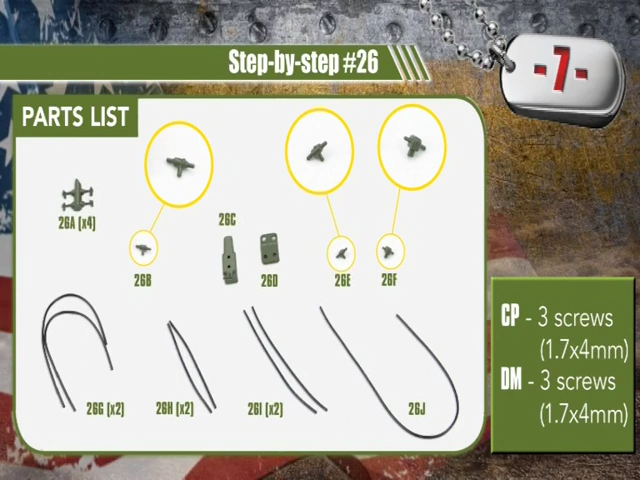 Step-by-step #26
-7-
PARTS LIST
26A (x4)
26B
26C
26D
26E
26F
26G (x2)
26H (x2)
26I (x2)
26J
CP - 3 screws
(1.7x4mm)
DM - 3 screws
(1.7x4mm)